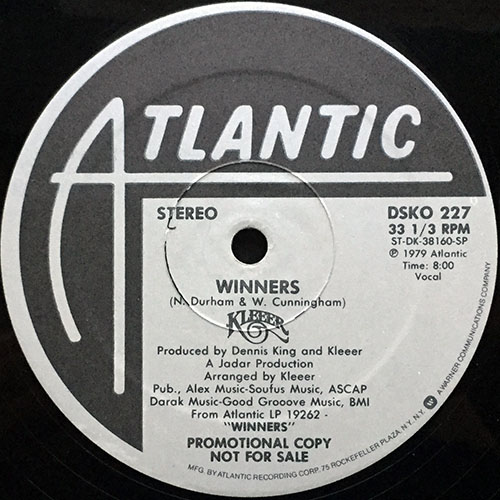 ATLANTIC
STEREO
DSKO 227
33 1/3 RPM
ST-DK-38160-SP
℗ 1979 Atlantic
Time: 8:00
Vocal
WINNERS
(N. Durham & W. Cunningham)
KLEEER
Produced by Dennis King and Kleeer
A Jadar Production
Arranged by Kleeer
Pub., Alex Music-Soufus Music, ASCAP
Darak Music-Good Grooove Music, BMI
From Atlantic LP 19262 -
"WINNERS"
PROMOTIONAL COPY
NOT FOR SALE
MFG. BY ATLANTIC RECORDING CORP. 75 ROCKEFELLER PLAZA, N.Y. N.Y. A WARNER COMMUNICATIONS COMPANY